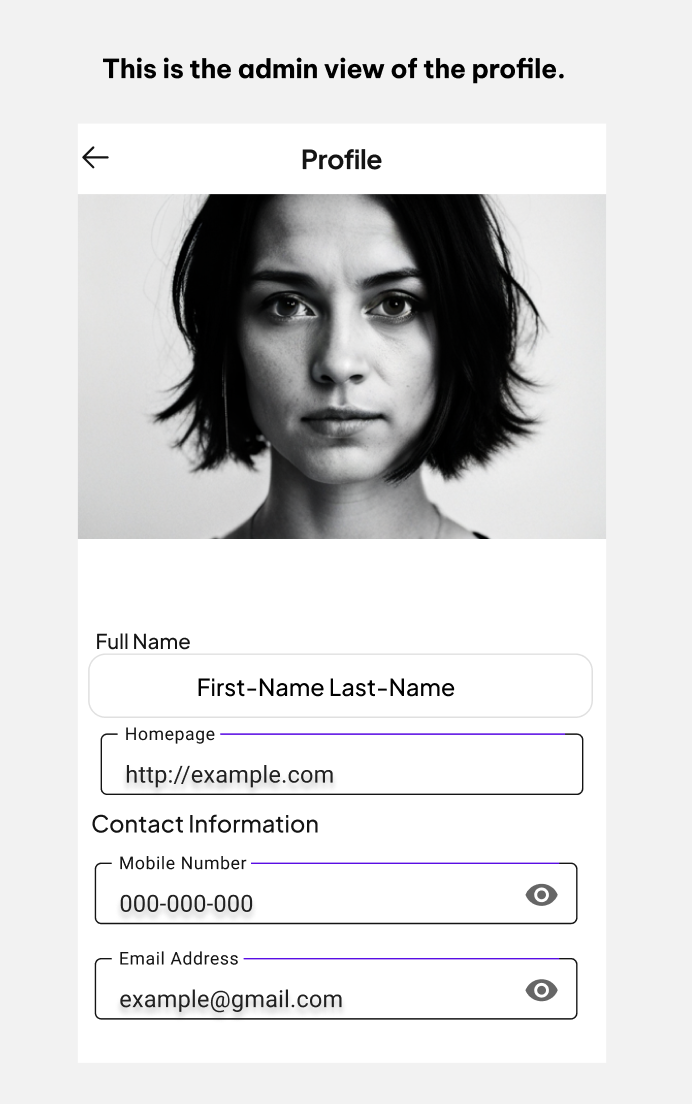 This is the admin view of the profile.
Profile
Full Name
First-Name Last-Name
Homepage
http://example.com
Contact Information
Mobile Number
000-000-000
Email Address
example@gmail.com